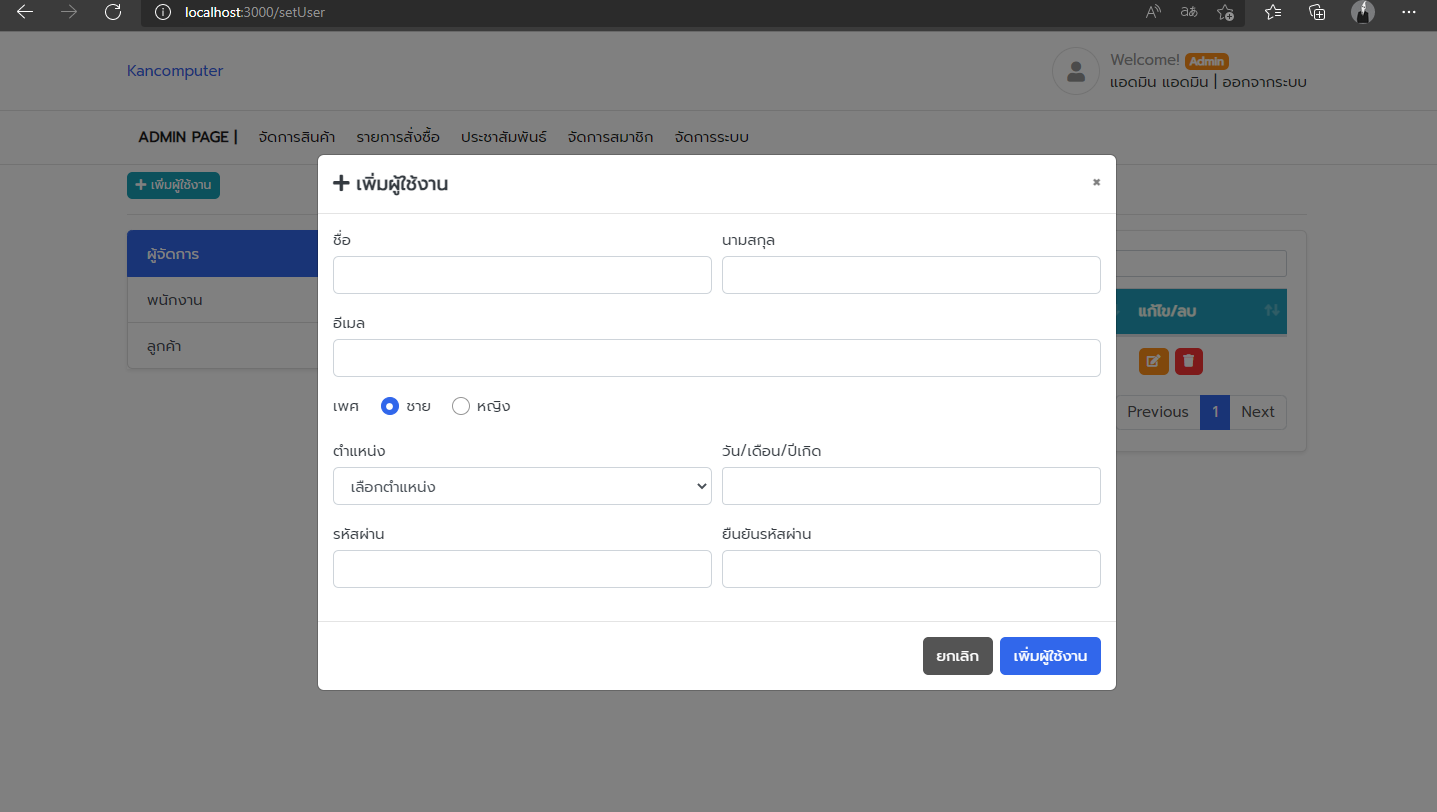 localhost:3000/setUser
Kancomputer
Welcome! Admin
แอดมิน แอดมิน | ออกจากระบบ
ADMIN PAGE | จัดการสินค้า รายการสั่งซื้อ ประชาสัมพันธ์ จัดการสมาชิก จัดการระบบ
เพิ่มผู้ใช้งาน
ผู้จัดการ
พนักงาน
ลูกค้า
แก้ไข/ลบ
Previous 1 Next
เพิ่มผู้ใช้งาน
ชื่อ นามสกุล
อีเมล
เพศ ชาย หญิง
ตำแหน่ง วัน/เดือน/ปีเกิด
เลือกตำแหน่ง
รหัสผ่าน ยืนยันรหัสผ่าน
ยกเลิก เพิ่มผู้ใช้งาน